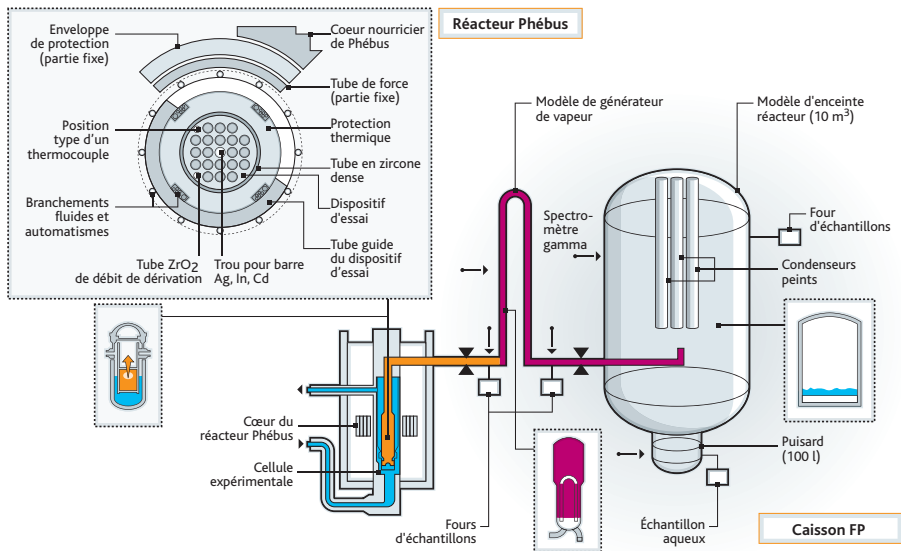 Réacteur Phébus
Enveloppe
de protection
(partie fixe)
Coeur nourricier
de Phébus
Tube de force
(partie fixe)
Position
type d'un
thermocouple
Protection
thermique
Tube en zircone
dense
Branchements
fluides et
automatismes
Dispositif
d'essai
Tube guide
du dispositif
d'essai
Tube ZrO2
de débit de dérivation
Trou pour barre
Ag, In, Cd
Modèle de générateur
de vapeur
Modèle d'enceinte
réacteur (10 m³)
Spectro-
mètre
gamma
Four
d'échantillons
Condenseurs
peints
Cœur du
réacteur Phébus
Cellule
expérimentale
Fours
d'échantillons
Puisard
(100 l)
Échantillon
aqueux
Caisson FP